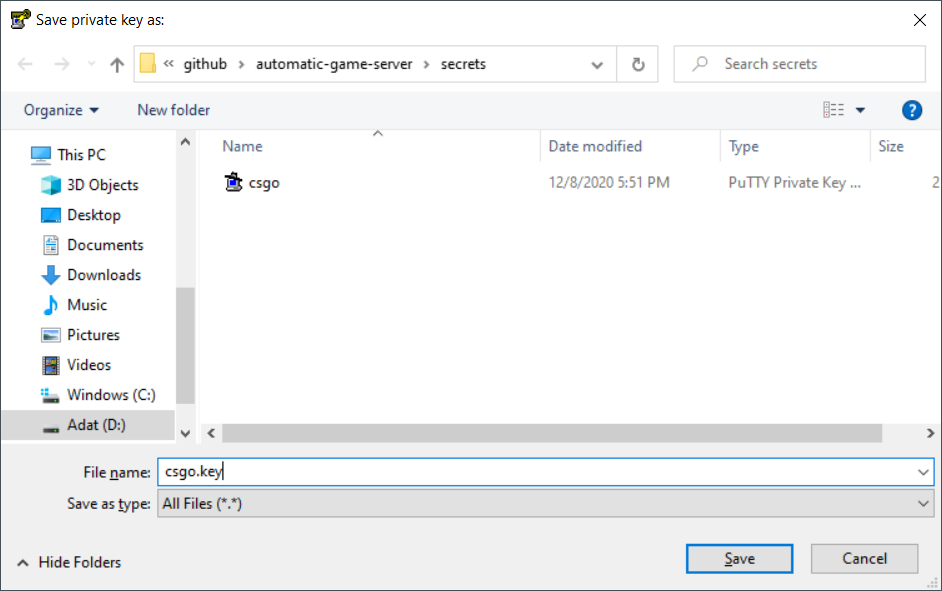 Save private key as:
« github › automatic-game-server › secrets
Search secrets
Organize
New folder
?
Name
Date modified
Type
Size
csgo
12/8/2020 5:51 PM
PuTTY Private Key ...
2
This PC
3D Objects
Desktop
Documents
Downloads
Music
Pictures
Videos
Windows (C:)
Adat (D:)
File name: csgo.key
Save as type: All Files (*.*)
Hide Folders
Save
Cancel